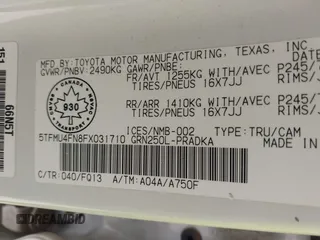 MFD BY: TOYOTA MOTOR MANUFACTURING, TEXAS, INC
GVWR/PNBV: 2490KG GAWR/PNBE:
FR/AVT 1255KG WITH/AVEC P245/
TIRES/PNEUS 16X7JJ RIMS/J
RR/ARR 1410KG WITH/AVEC P245/
TIRES/PNEUS 16X7JJ RIMS/J
930
ICES/NMB-002
5TFMU4FN8FX031710 TYPE: TRU/CAM
GRN250L-PRADKA
C/TR: 040/FQ13 A/TM: A04A/A750F
151
66N5T
DREAMBID